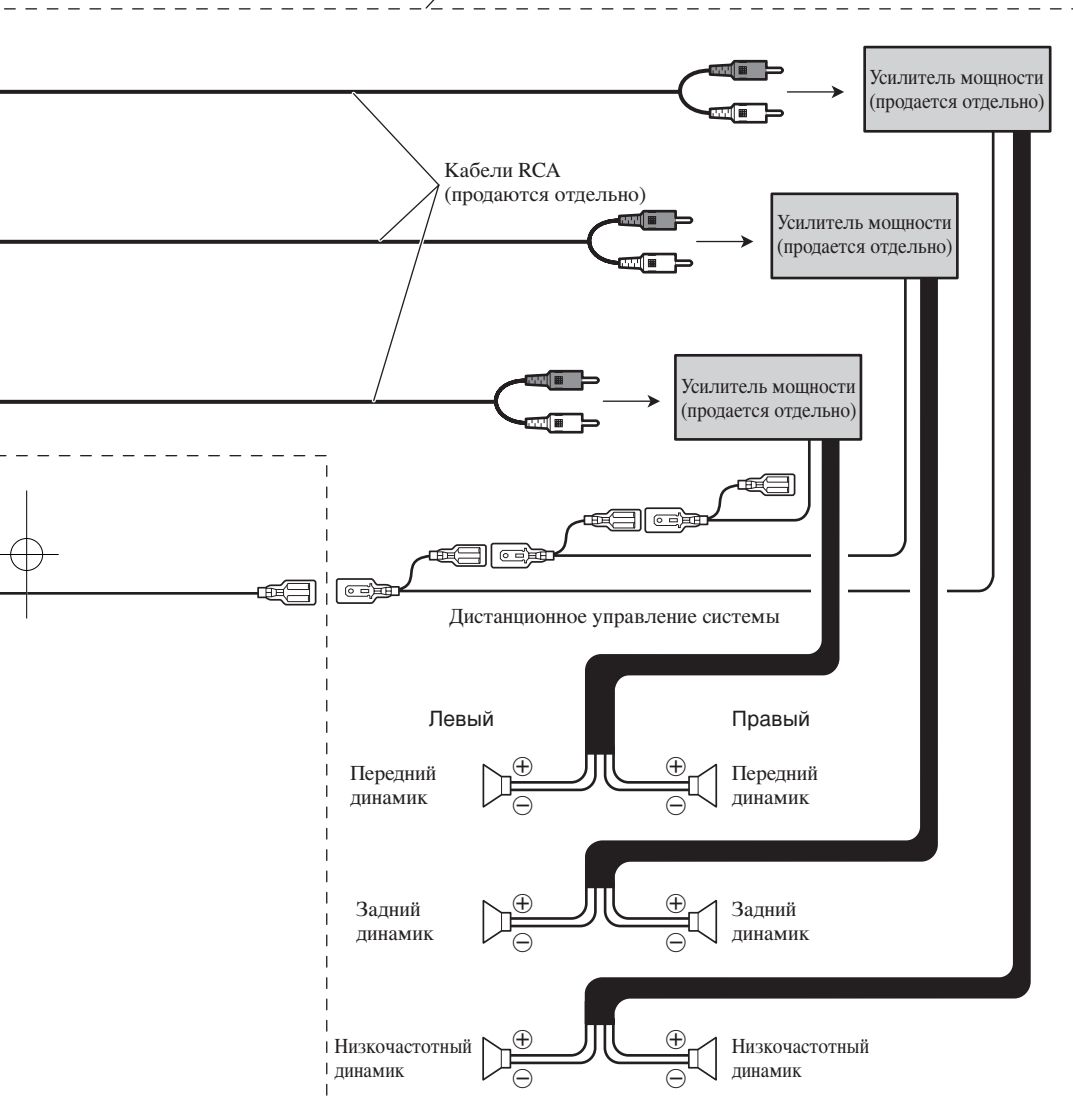 Усилитель мощности
(продается отдельно)
Кабели RCA
(продаются отдельно)
Усилитель мощности
(продается отдельно)
Усилитель мощности
(продается отдельно)
Дистанционное управление системы
Левый
Правый
Передний
динамик
Передний
динамик
Задний
динамик
Задний
динамик
Низкочастотный
динамик
Низкочастотный
динамик